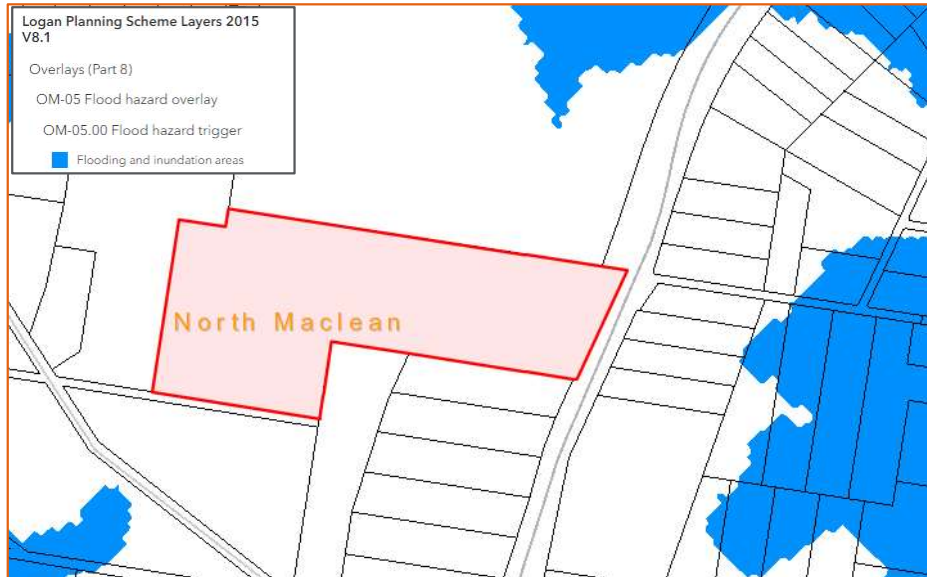 Logan Planning Scheme Layers 2015
V8.1
Overlays (Part 8)
OM-05 Flood hazard overlay
OM-05.00 Flood hazard trigger
Flooding and inundation areas
North Maclean